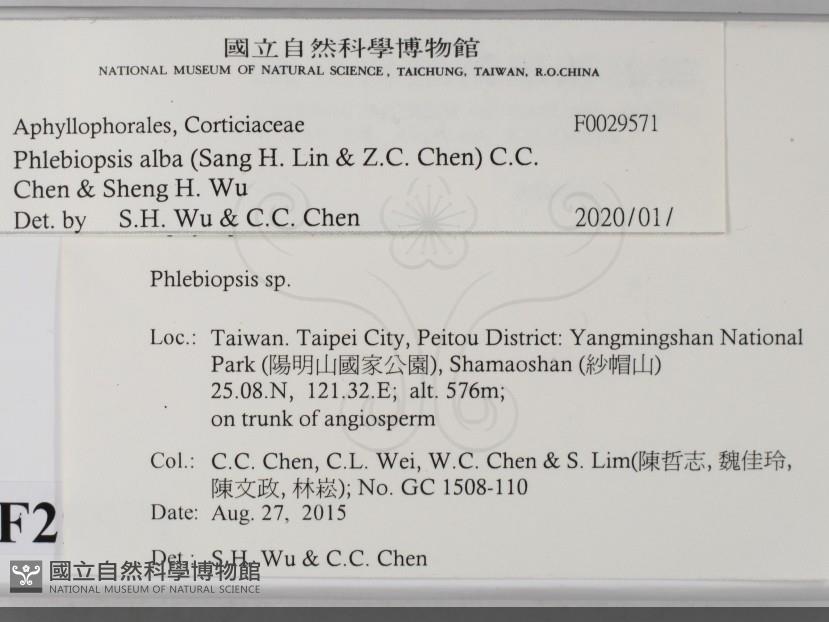 國立自然科學博物館
NATIONAL MUSEUM OF NATURAL SCIENCE, TAICHUNG, TAIWAN, R.O.CHINA
Aphyllophorales, Corticiaceae F0029571
Phlebiopsis alba (Sang H. Lin & Z.C. Chen) C.C.
Chen & Sheng H. Wu
Det. by S.H. Wu & C.C. Chen 2020/01/
Phlebiopsis sp.
Loc.: Taiwan. Taipei City, Peitou District: Yangmingshan National
Park (陽明山國家公園), Shamaoshan (紗帽山)
25.08.N, 121.32.E; alt. 576m;
on trunk of angiosperm
Col.: C.C. Chen, C.L. Wei, W.C. Chen & S. Lim(陳哲志, 魏佳玲,
陳文政, 林崧); No. GC 1508-110
Date: Aug. 27, 2015
Det.: S.H. Wu & C.C. Chen
F2
國立自然科學博物館
NATIONAL MUSEUM OF NATURAL SCIENCE